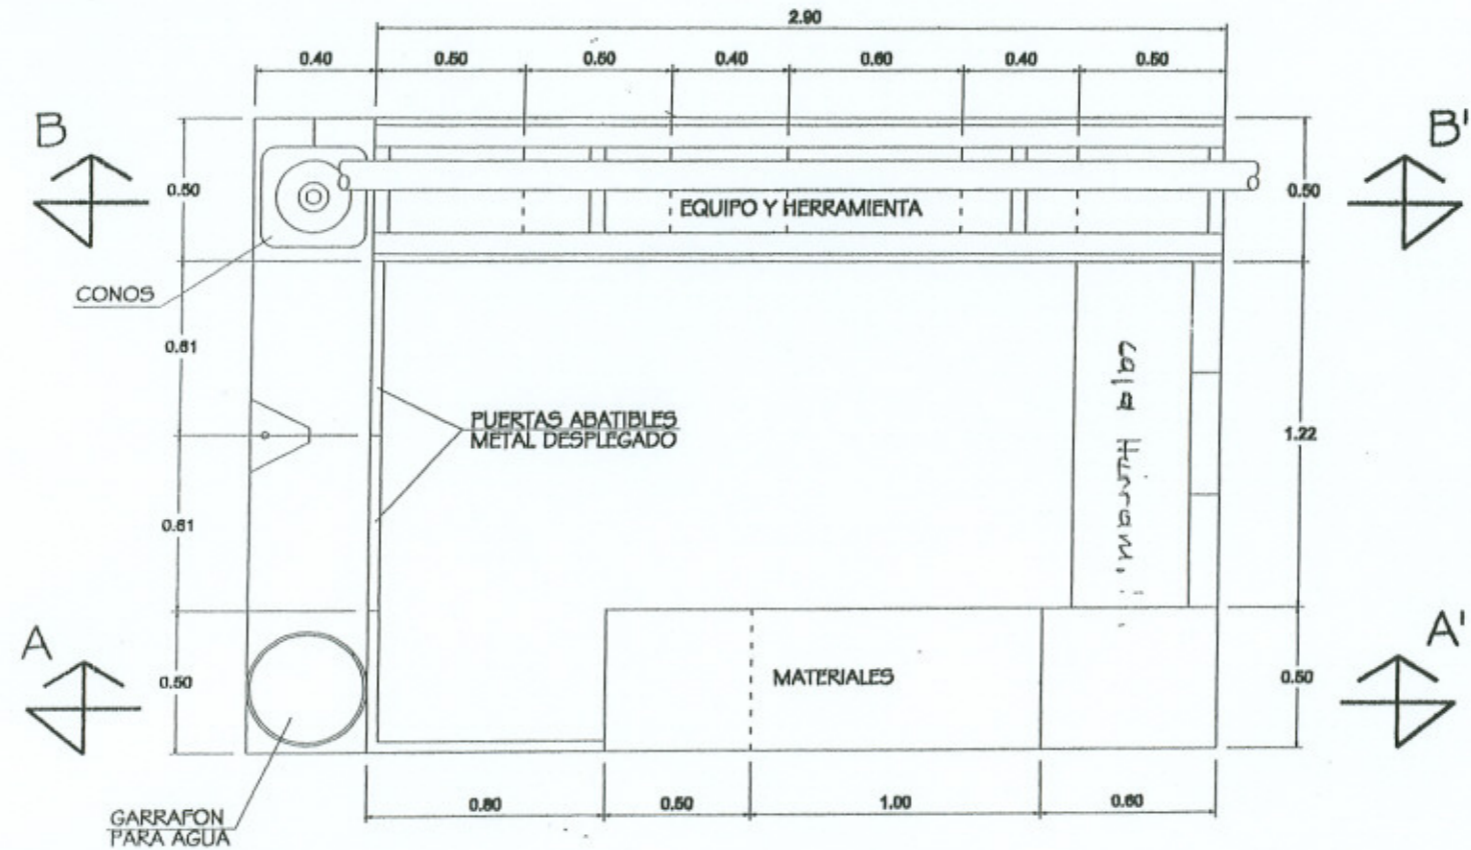 2.90
0.40 0.50 0.50 0.40 0.60 0.40 0.50
B B'
0.50 0.50
EQUIPO Y HERRAMIENTA
CONOS
0.61
PUERTAS ABATIBLES
METAL DESPLEGADO
1.22
0.61
A A'
0.50 0.50
MATERIALES
0.80 0.50 1.00 0.60
GARRAFON
PARA AGUA